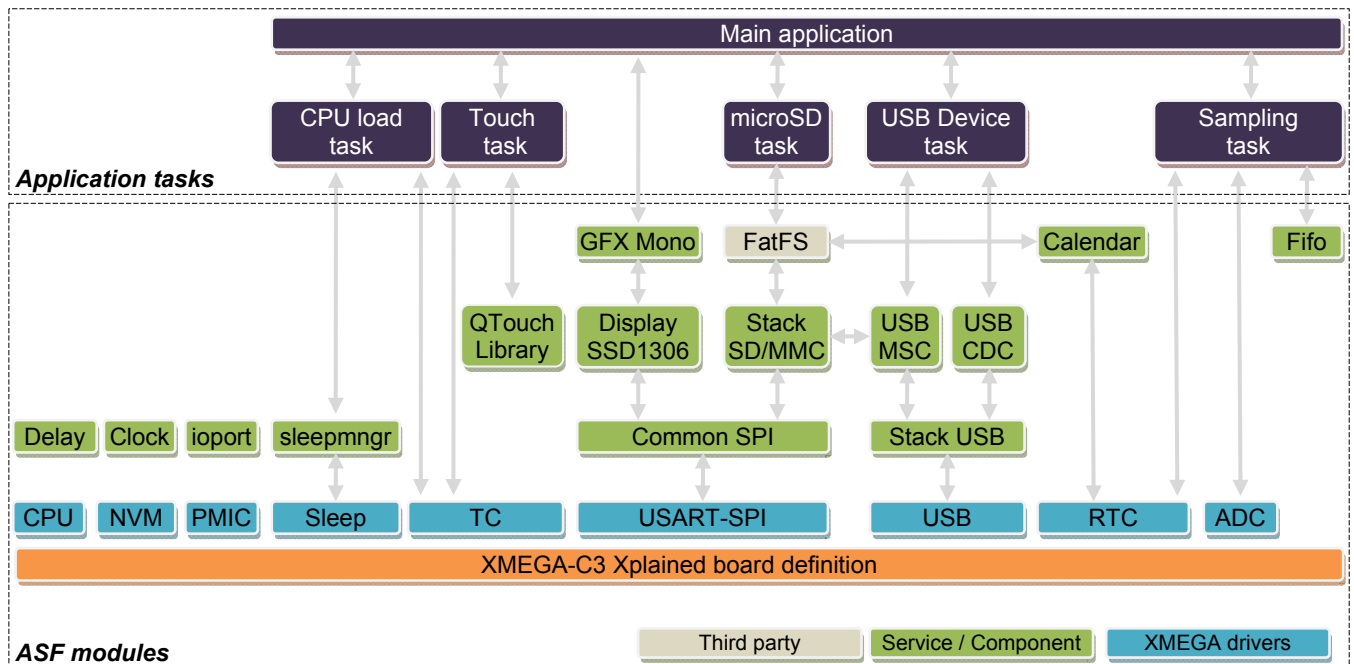 Main application
CPU load
task
Touch
task
microSD
task
USB Device
task
Sampling
task
Application tasks
GFX Mono
FatFS
Calendar
Fifo
QTouch
Library
Display
SSD1306
Stack
SD/MMC
USB
MSC
USB
CDC
Delay
Clock
ioport
sleepmngr
Common SPI
Stack USB
CPU
NVM
PMIC
Sleep
TC
USART-SPI
USB
RTC
ADC
XMEGA-C3 Xplained board definition
ASF modules
Third party
Service / Component
XMEGA drivers